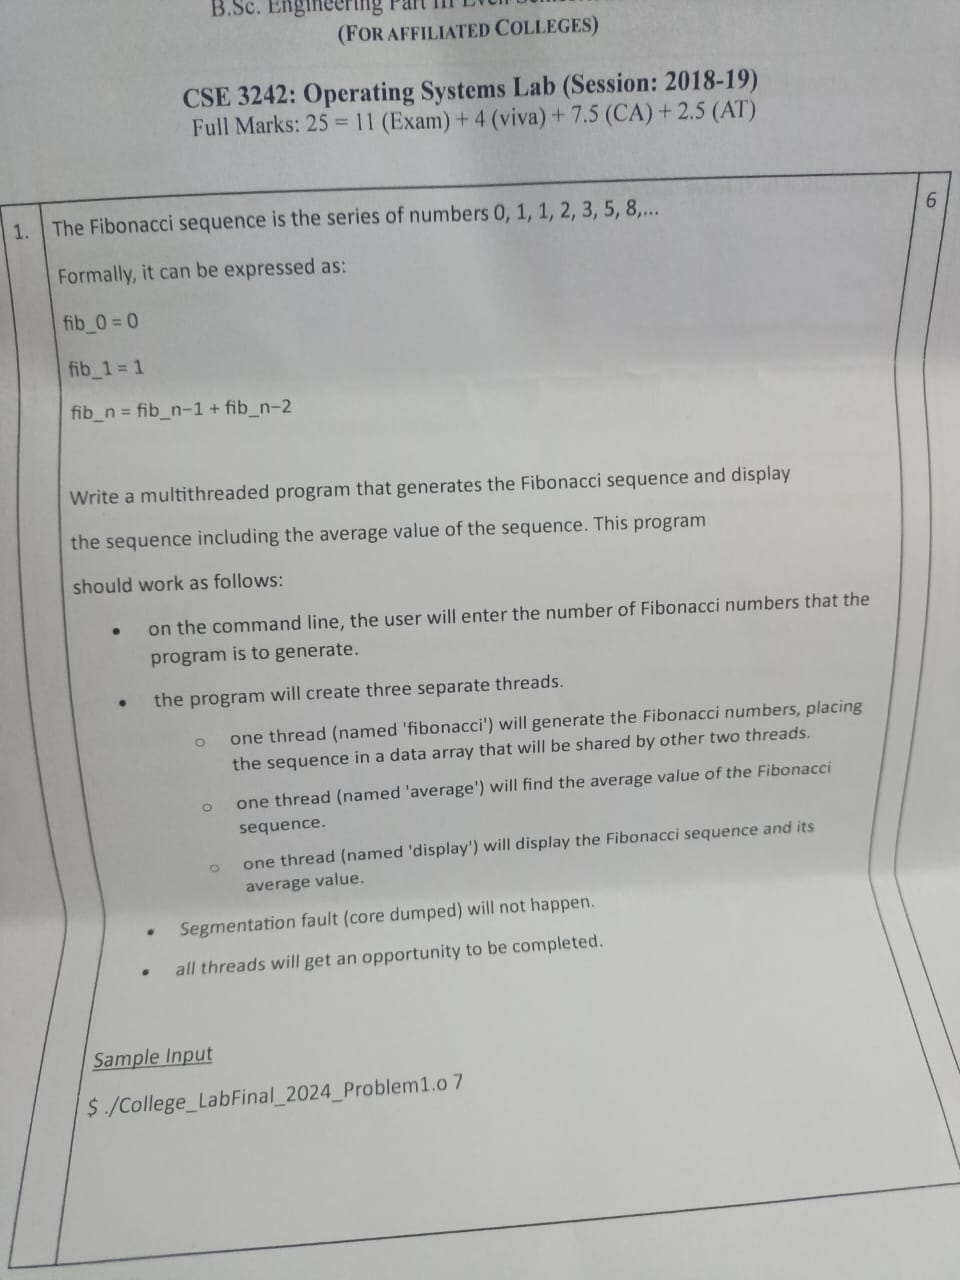 B.Sc. Engineering Part III Even
(FOR AFFILIATED COLLEGES)
CSE 3242: Operating Systems Lab (Session: 2018-19)
Full Marks: 25 = 11 (Exam) + 4 (viva) + 7.5 (CA) + 2.5 (AT)
1. The Fibonacci sequence is the series of numbers 0, 1, 1, 2, 3, 5, 8,... 6
Formally, it can be expressed as:
fib_0 = 0
fib_1 = 1
fib_n = fib_n−1 + fib_n−2
Write a multithreaded program that generates the Fibonacci sequence and display
the sequence including the average value of the sequence. This program
should work as follows:
• on the command line, the user will enter the number of Fibonacci numbers that the
program is to generate.
• the program will create three separate threads.
o one thread (named 'fibonacci') will generate the Fibonacci numbers, placing
the sequence in a data array that will be shared by other two threads.
o one thread (named 'average') will find the average value of the Fibonacci
sequence.
o one thread (named 'display') will display the Fibonacci sequence and its
average value.
• Segmentation fault (core dumped) will not happen.
• all threads will get an opportunity to be completed.
Sample Input
$ ./College_LabFinal_2024_Problem1.o 7